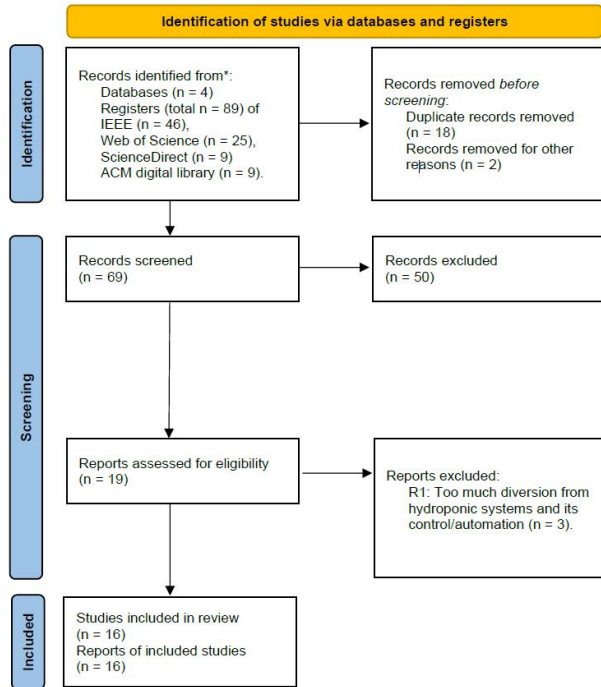 Identification of studies via databases and registers
Identification
Records identified from*:
Databases (n = 4)
Registers (total n = 89) of
IEEE (n = 46),
Web of Science (n = 25),
ScienceDirect (n = 9)
ACM digital library (n = 9).
Records removed before
screening:
Duplicate records removed
(n = 18)
Records removed for other
reasons (n = 2)
Screening
Records screened
(n = 69)
Records excluded
(n = 50)
Reports assessed for eligibility
(n = 19)
Reports excluded:
R1: Too much diversion from
hydroponic systems and its
control/automation (n = 3).
Included
Studies included in review
(n = 16)
Reports of included studies
(n = 16)